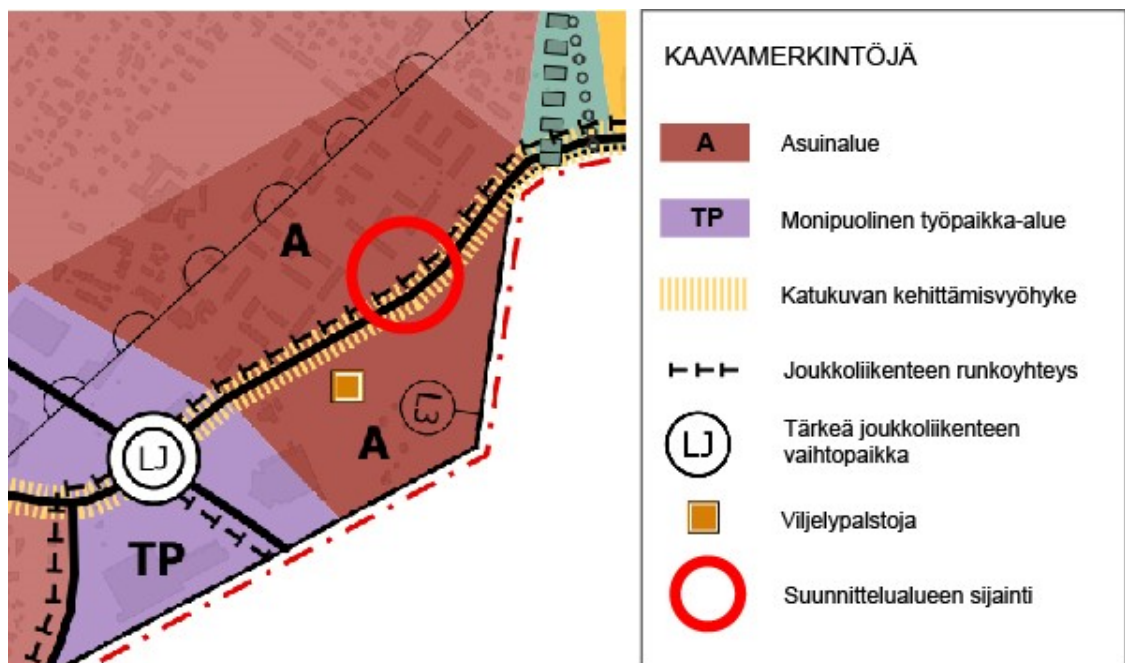 A
L3
A
LJ
TP
KAAVAMERKINTÖJÄ
A Asuinalue
TP Monipuolinen työpaikka-alue
Katukuvan kehittämisvyöhyke
Joukkoliikenteen runkoyhteys
LJ Tärkeä joukkoliikenteen
vaihtopaikka
Viljelypalstoja
Suunnittelualueen sijainti